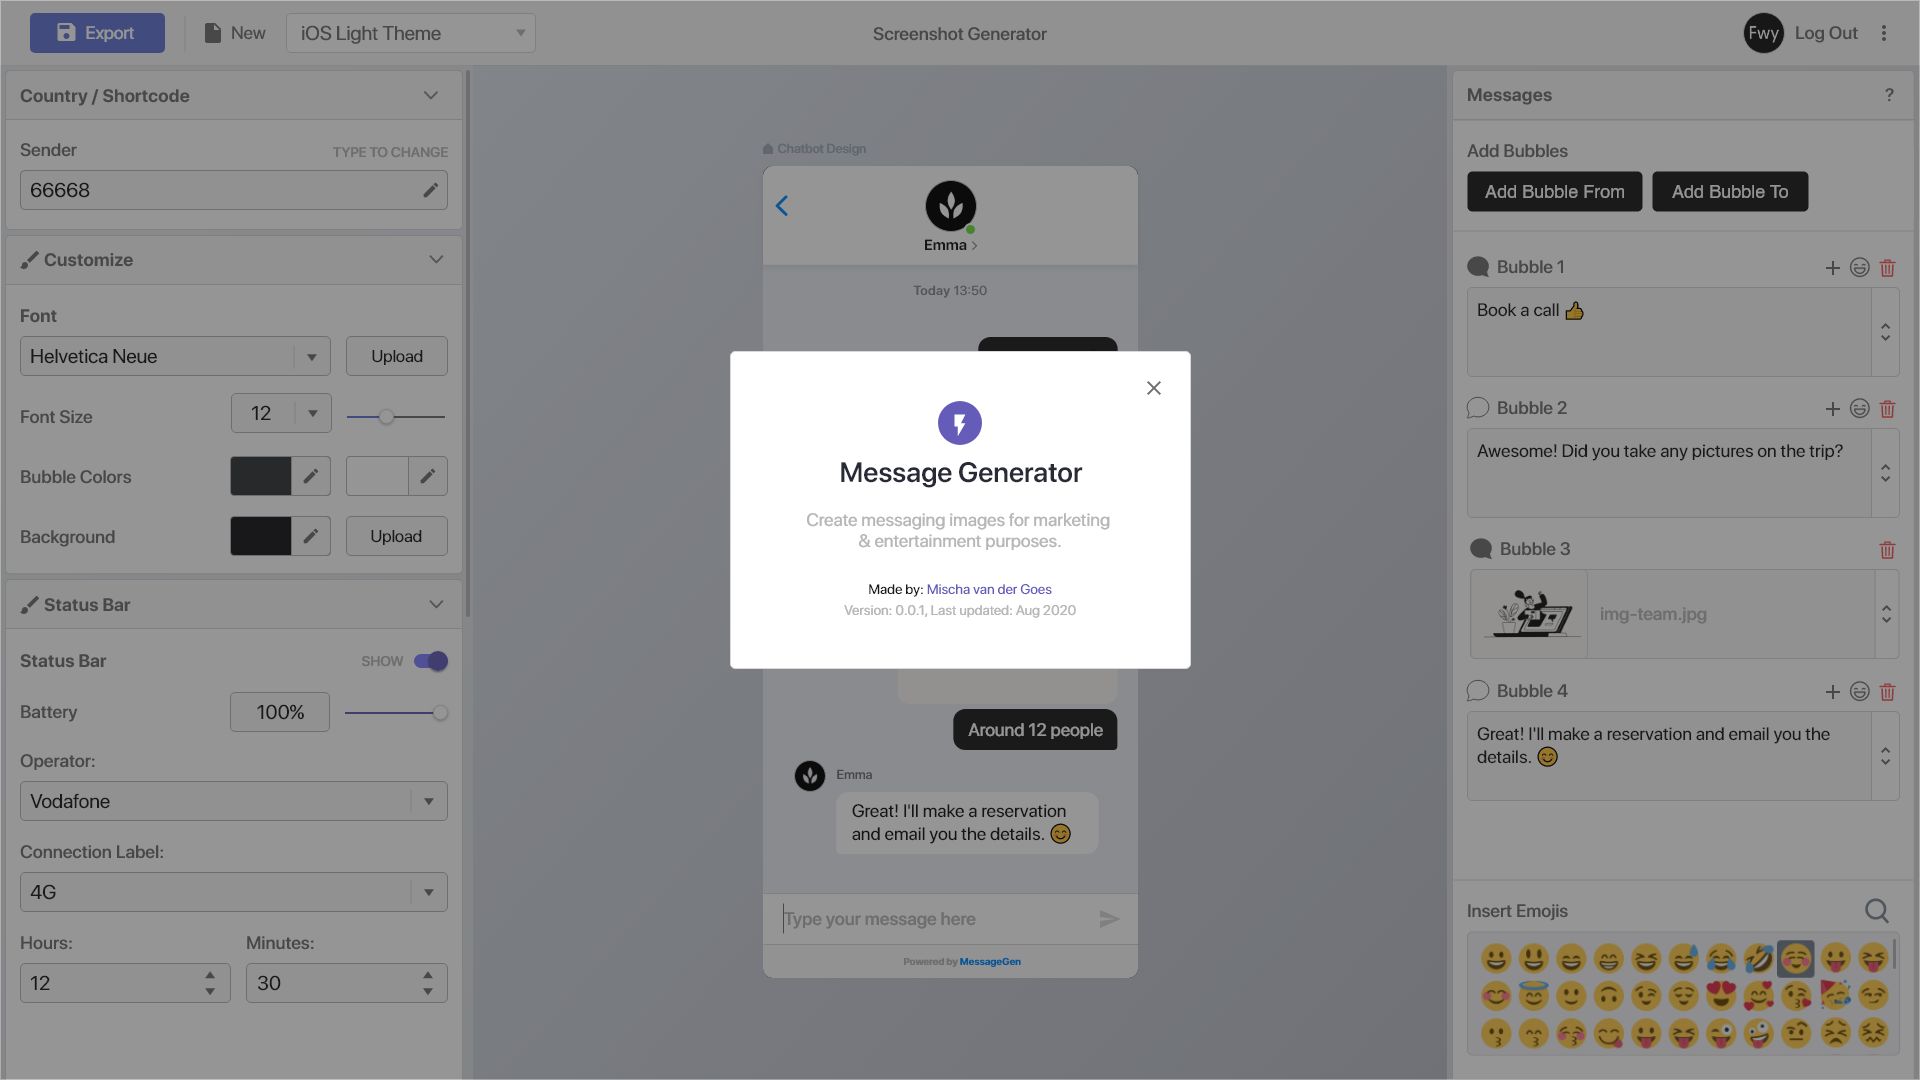 Export
New
iOS Light Theme
Screenshot Generator
Fwy
Log Out
Country / Shortcode
Sender
TYPE TO CHANGE
66668
Customize
Font
Helvetica Neue
Upload
Font Size
12
Bubble Colors
Background
Upload
Status Bar
Status Bar
SHOW
Battery
100%
Operator:
Vodafone
Connection Label:
4G
Hours:
Minutes:
12
30
Chatbot Design
Emma
Today 13:50
Message Generator
Create messaging images for marketing
& entertainment purposes.
Made by: Mischa van der Goes
Version: 0.0.1, Last updated: Aug 2020
Around 12 people
Emma
Great! I'll make a reservation
and email you the details. 😊
Type your message here
Powered by MessageGen
Messages
?
Add Bubbles
Add Bubble From
Add Bubble To
Bubble 1
Book a call 👍
Bubble 2
Awesome! Did you take any pictures on the trip?
Bubble 3
img-team.jpg
Bubble 4
Great! I'll make a reservation and email you the
details. 😊
Insert Emojis